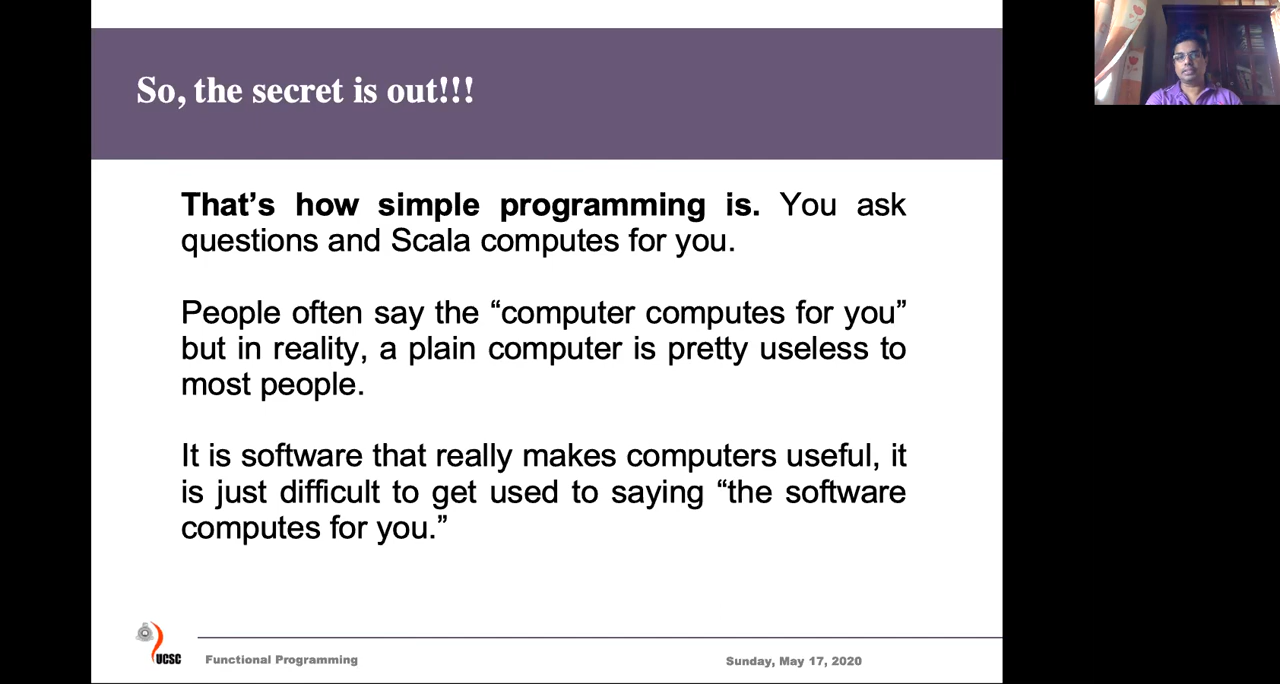 So, the secret is out!!!
That’s how simple programming is. You ask
questions and Scala computes for you.
People often say the “computer computes for you”
but in reality, a plain computer is pretty useless to
most people.
It is software that really makes computers useful, it
is just difficult to get used to saying “the software
computes for you.”
UCSC
Functional Programming
Sunday, May 17, 2020